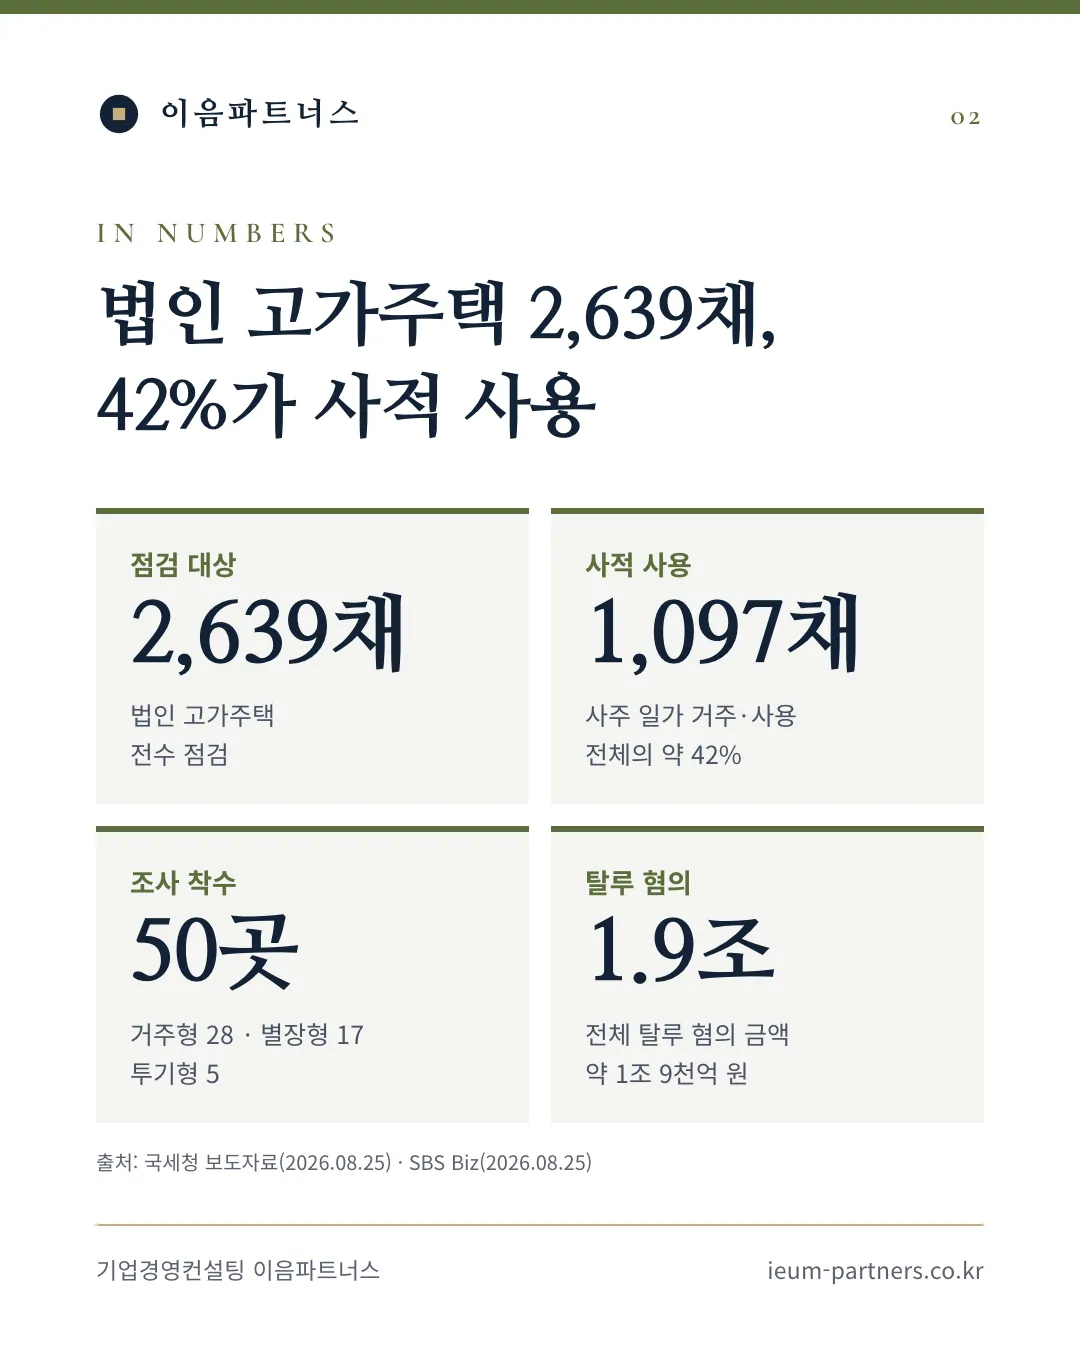 이음파트너스
02
IN NUMBERS
법인 고가주택 2,639채,
42%가 사적 사용
점검 대상
2,639채
법인 고가주택
전수 점검
사적 사용
1,097채
사주 일가 거주·사용
전체의 약 42%
조사 착수
50곳
거주형 28 · 별장형 17
투기형 5
탈루 혐의
1.9조
전체 탈루 혐의 금액
약 1조 9천억 원
출처: 국세청 보도자료(2026.08.25) · SBS Biz(2026.08.25)
기업경영컨설팅 이음파트너스
ieum-partners.co.kr